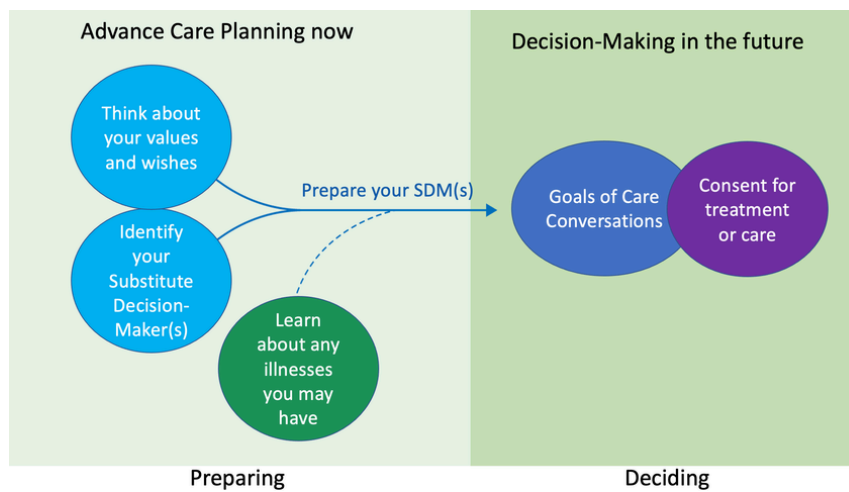 Advance Care Planning now
Think about
your values
and wishes
Identify
your
Substitute
Decision-
Maker(s)
Prepare your SDM(s)
Learn
about any
illnesses
you may
have
Preparing
Decision-Making in the future
Goals of Care
Conversations
Consent for
treatment
or care
Deciding